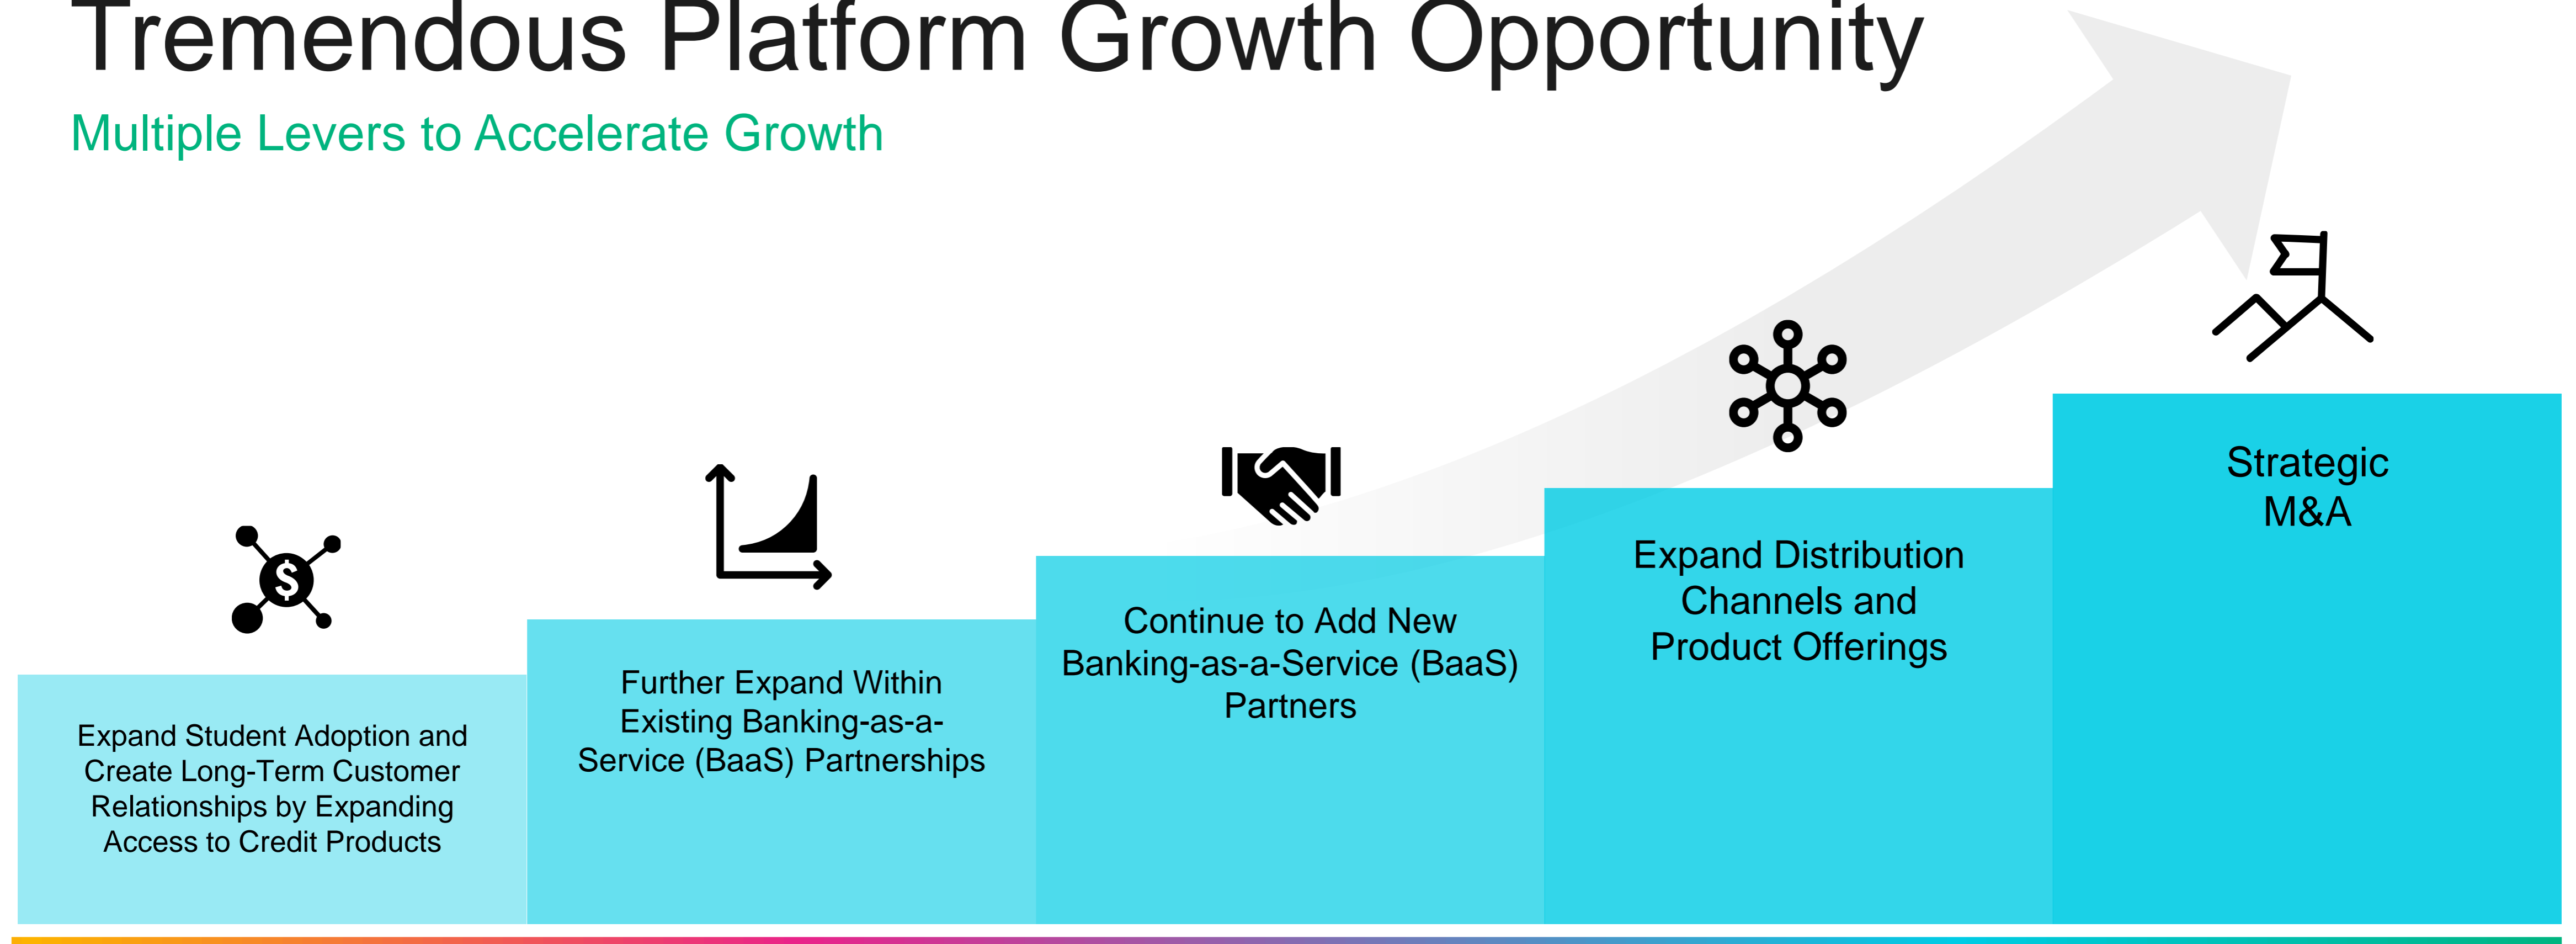 Tremendous Platform Growth Opportunity
Multiple Levers to Accelerate Growth
Expand Student Adoption and
Create Long-Term Customer
Relationships by Expanding
Access to Credit Products
Further Expand Within
Existing Banking-as-a-
Service (BaaS) Partnerships
Continue to Add New
Banking-as-a-Service (BaaS)
Partners
Expand Distribution
Channels and
Product Offerings
Strategic
M&A
$